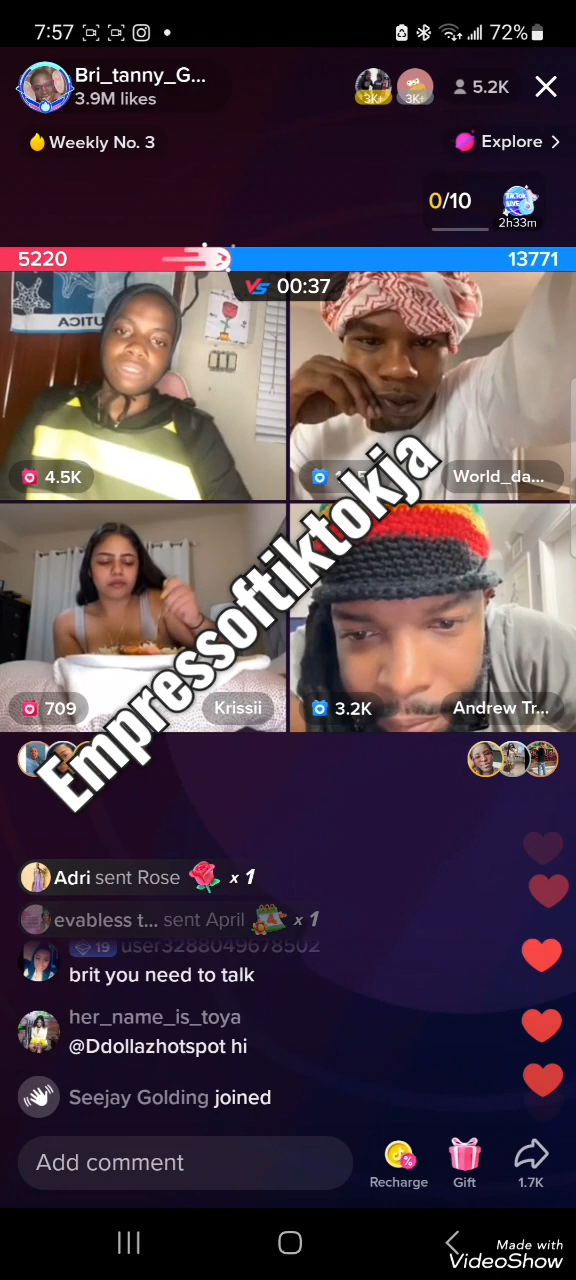 7:57
72%
Bri_tanny_G...
3.9M likes
3K+
3K+
5.2K
Weekly No. 3
Explore >
0/10
TIKTOK LIVE
2h33m
5220
13771
VS 00:37
4.5K
World_da...
709
Krissii
3.2K
Andrew Tr...
Empressoftiktokja
Adri sent Rose x 1
evabless t... sent April x 1
19 user3288049678502
brit you need to talk
her_name_is_toya
@Ddollazhotspot hi
Seejay Golding joined
Add comment
Recharge
Gift
1.7K
Made with
VideoShow